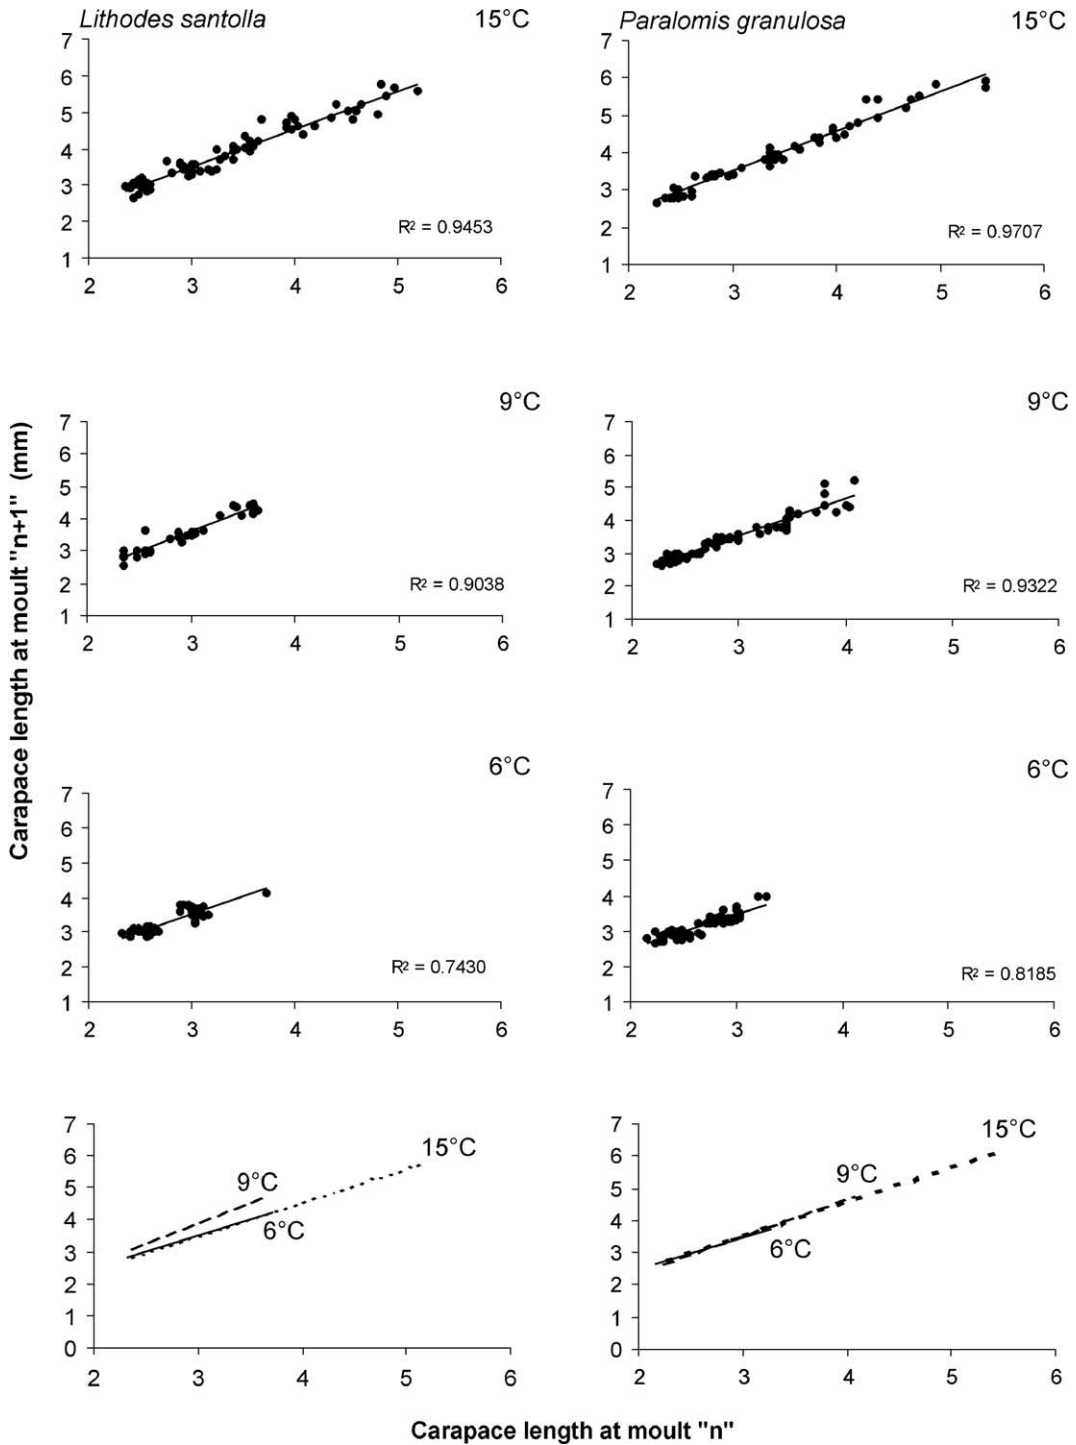 Lithodes santolla 15°C
7
6
5
4
3
2
1
R² = 0.9453
2 3 4 5 6
Paralomis granulosa 15°C
7
6
5
4
3
2
1
R² = 0.9707
2 3 4 5 6
9°C
7
6
5
4
3
2
1
R² = 0.9038
2 3 4 5 6
9°C
7
6
5
4
3
2
1
R² = 0.9322
2 3 4 5 6
Carapace length at moult "n+1" (mm)
6°C
7
6
5
4
3
2
1
R² = 0.7430
2 3 4 5 6
6°C
7
6
5
4
3
2
1
R² = 0.8185
2 3 4 5 6
7
6
5
4
3
2
1
0
15°C
9°C
6°C
2 3 4 5 6
7
6
5
4
3
2
1
0
15°C
9°C
6°C
2 3 4 5 6
Carapace length at moult "n"